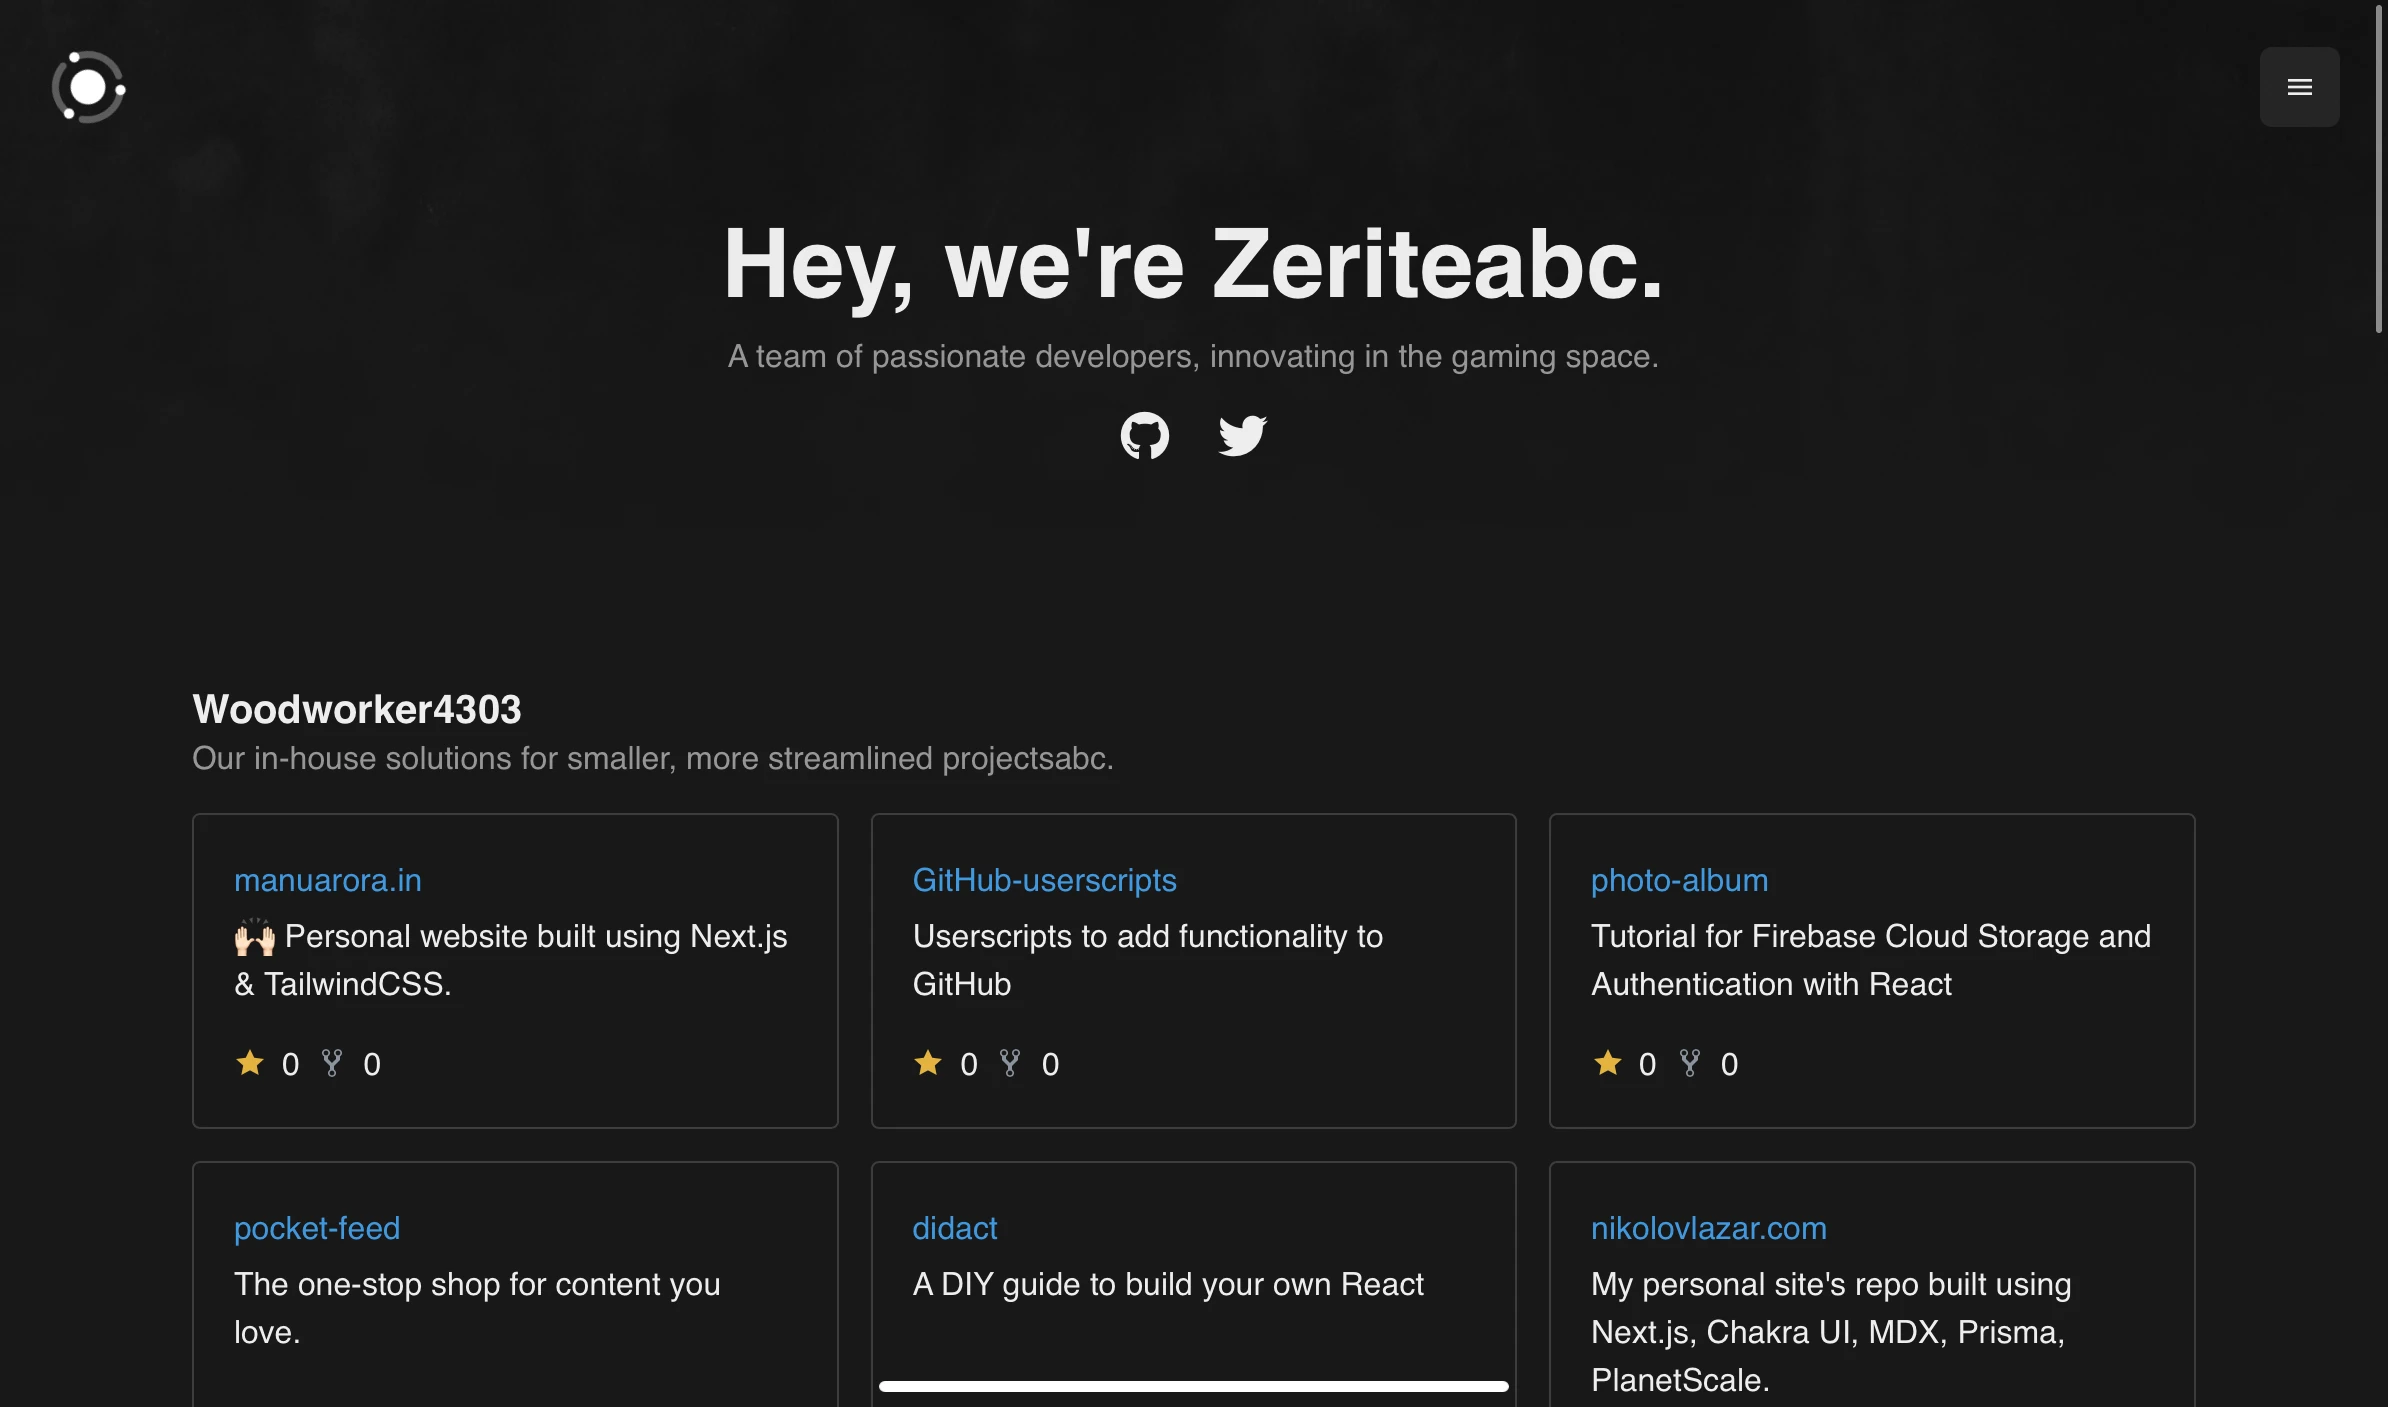 Hey, we're Zeriteabc.
A team of passionate developers, innovating in the gaming space.
Woodworker4303
Our in-house solutions for smaller, more streamlined projectsabc.
manuarora.in
🙌🏻 Personal website built using Next.js
& TailwindCSS.
0 0
GitHub-userscripts
Userscripts to add functionality to
GitHub
0 0
photo-album
Tutorial for Firebase Cloud Storage and
Authentication with React
0 0
pocket-feed
The one-stop shop for content you
love.
didact
A DIY guide to build your own React
nikolovlazar.com
My personal site's repo built using
Next.js, Chakra UI, MDX, Prisma,
PlanetScale.